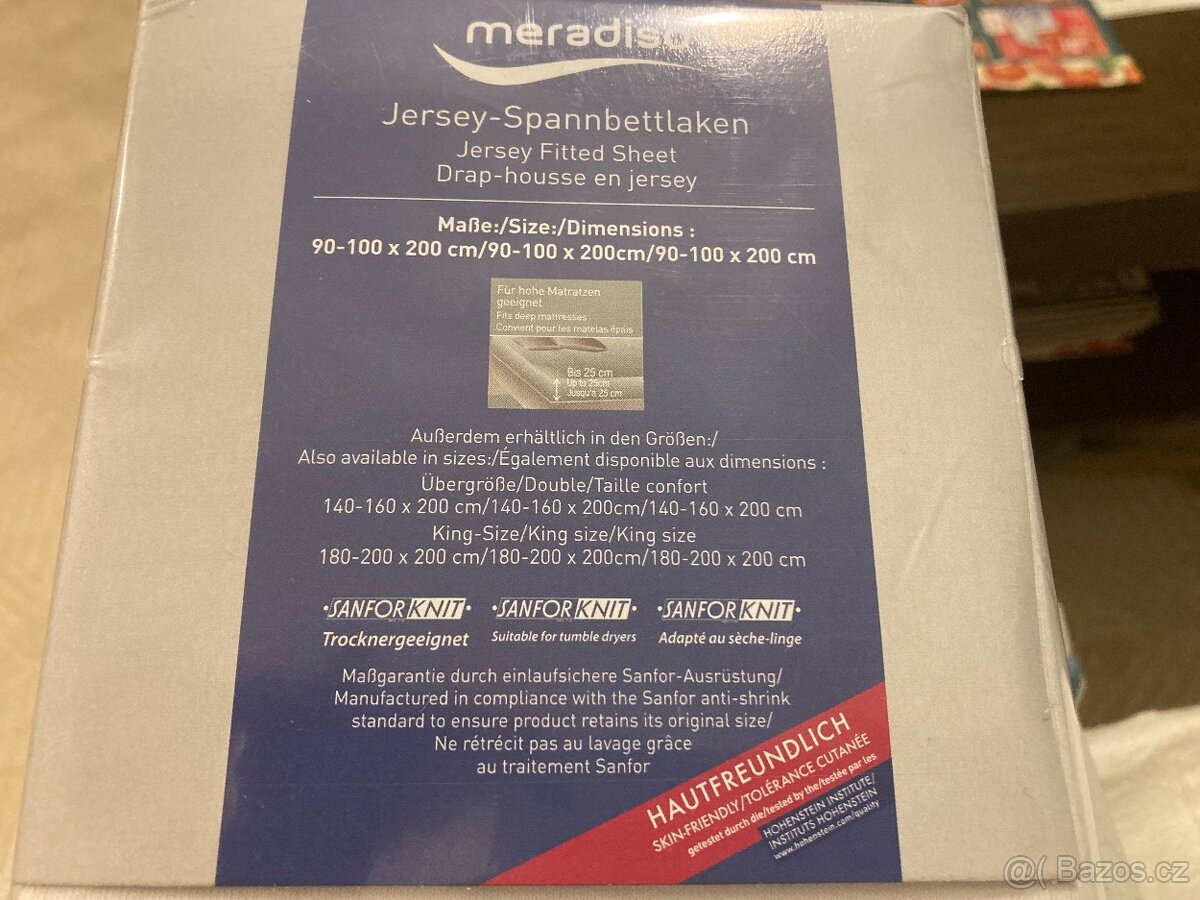 meradiso
Jersey-Spannbettlaken
Jersey Fitted Sheet
Drap-housse en jersey
Maße:/Size:/Dimensions :
90-100 x 200 cm/90-100 x 200cm/90-100 x 200 cm
Für hohe Matratzen
geeignet
Fits deep mattresses
Convient pour les matelas épais
Bis 25 cm
Up to 25cm
Jusqu'à 25 cm
Außerdem erhältlich in den Größen:/
Also available in sizes:/Également disponible aux dimensions :
Übergröße/Double/Taille confort
140-160 x 200 cm/140-160 x 200cm/140-160 x 200 cm
King-Size/King size/King size
180-200 x 200 cm/180-200 x 200cm/180-200 x 200 cm
·SANFOR KNIT· ·SANFOR KNIT· ·SANFOR KNIT·
Trocknergeeignet Suitable for tumble dryers Adapté au sèche-linge
Maßgarantie durch einlaufsichere Sanfor-Ausrüstung/
Manufactured in compliance with the Sanfor anti-shrink
standard to ensure product retains its original size/
Ne rétrécit pas au lavage grâce
au traitement Sanfor
HAUTFREUNDLICH
SKIN-FRIENDLY/TOLÉRANCE CUTANÉE
getestet durch die/tested by the/testée par les
HOHENSTEIN INSTITUTE/
INSTITUTS HOHENSTEIN
www.hohenstein.com/quality
@( Bazos.cz